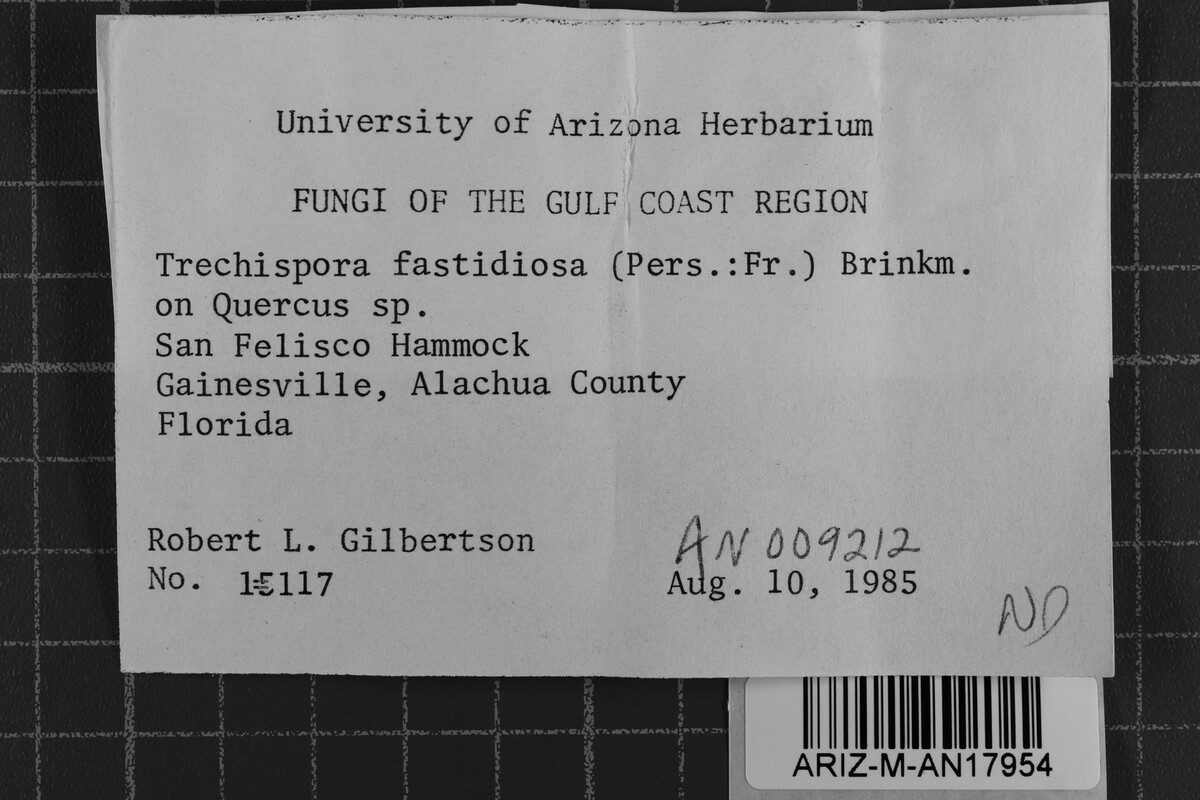 University of Arizona Herbarium
FUNGI OF THE GULF COAST REGION
Trechispora fastidiosa (Pers.:Fr.) Brinkm.
on Quercus sp.
San Felisco Hammock
Gainesville, Alachua County
Florida
Robert L. Gilbertson
AN 009212
No. 15117
Aug. 10, 1985
ND
ARIZ-M-AN17954